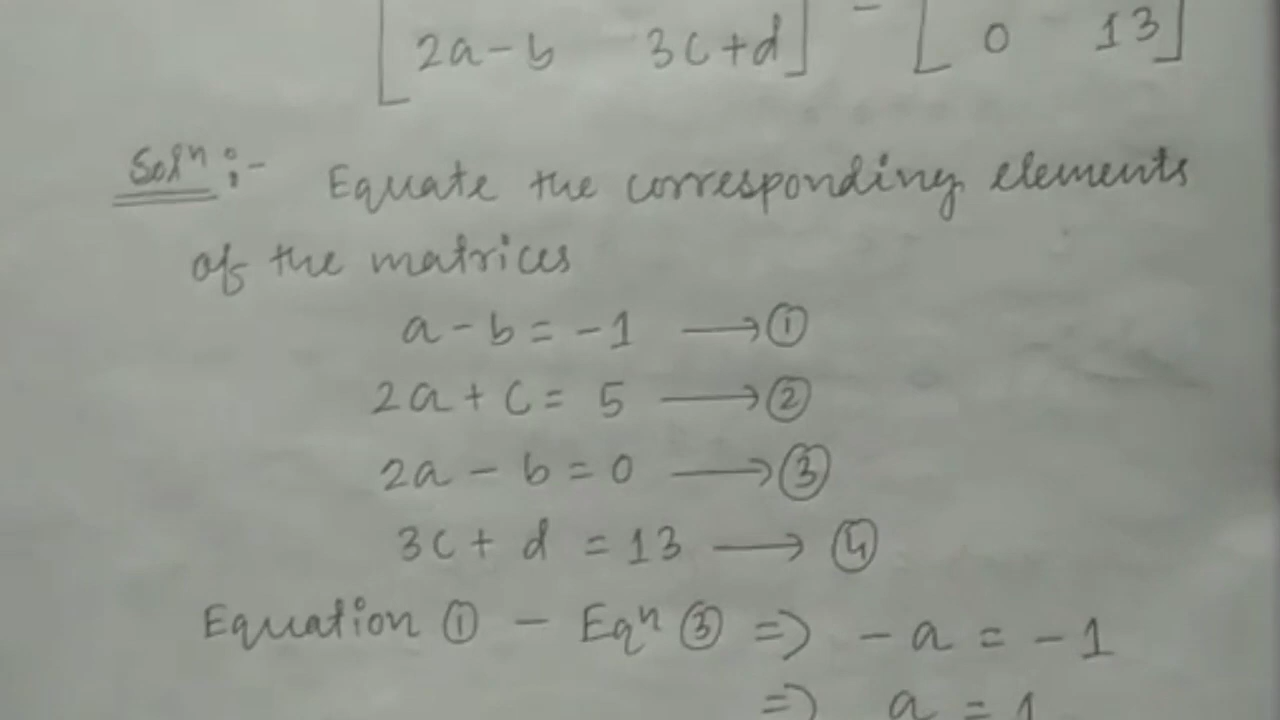 [2a-b 3c+d] = [0 13]
Solⁿ :- Equate the corresponding elements
of the matrices
a - b = -1 ⟶ ①
2a + c = 5 ⟶ ②
2a - b = 0 ⟶ ③
3c + d = 13 ⟶ ④
Equation ① - Eqⁿ ③ => -a = -1
=> a = 1